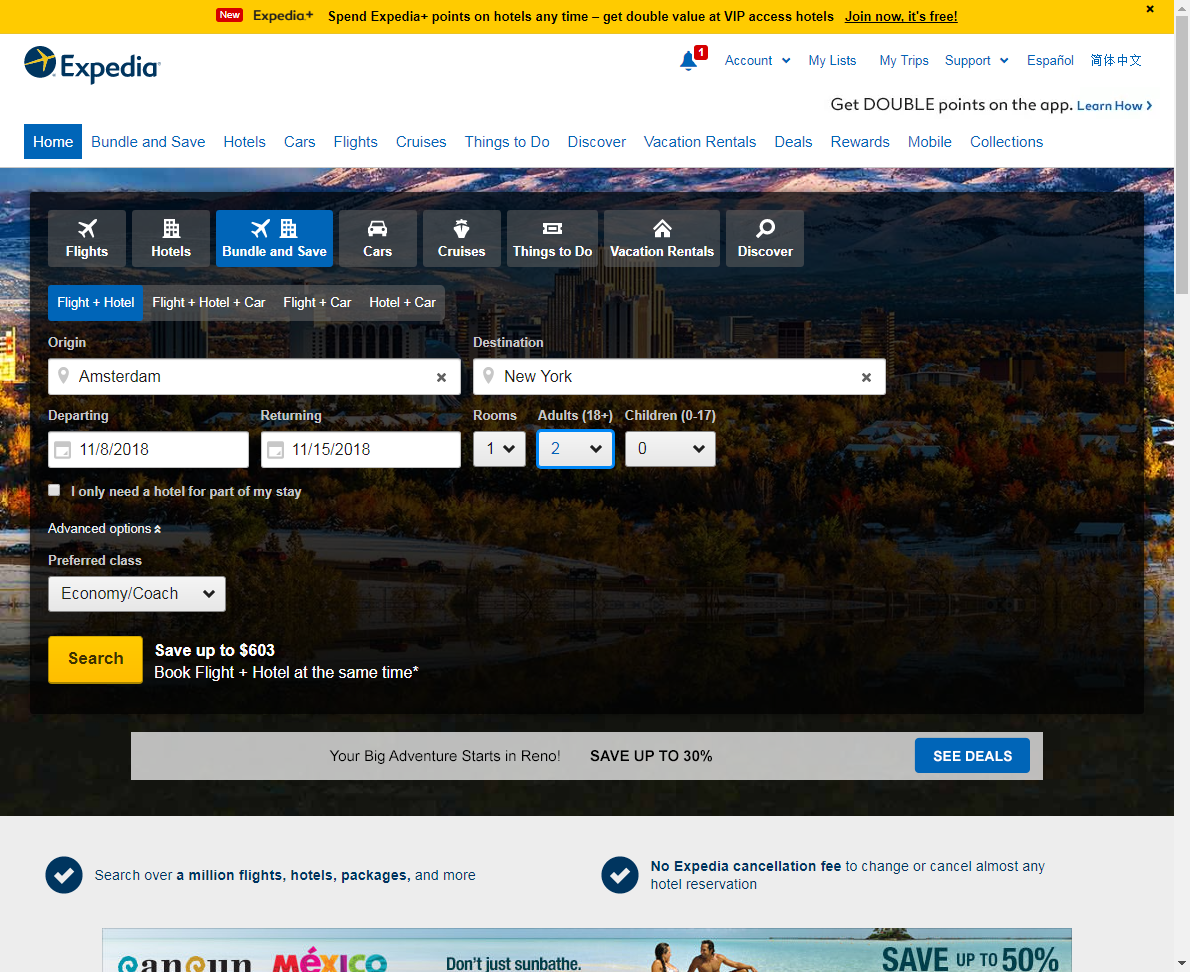 New Expedia+ Spend Expedia+ points on hotels any time – get double value at VIP access hotels Join now, it's free!
Expedia
1
Account My Lists My Trips Support Español 简体中文
Get DOUBLE points on the app. Learn How
Home Bundle and Save Hotels Cars Flights Cruises Things to Do Discover Vacation Rentals Deals Rewards Mobile Collections
Flights Hotels Bundle and Save Cars Cruises Things to Do Vacation Rentals Discover
Flight + Hotel Flight + Hotel + Car Flight + Car Hotel + Car
Origin Destination
Amsterdam New York
Departing Returning Rooms Adults (18+) Children (0-17)
11/8/2018 11/15/2018 1 2 0
I only need a hotel for part of my stay
Advanced options
Preferred class
Economy/Coach
Search
Save up to $603
Book Flight + Hotel at the same time*
Your Big Adventure Starts in Reno! SAVE UP TO 30% SEE DEALS
Search over a million flights, hotels, packages, and more
No Expedia cancellation fee to change or cancel almost any
hotel reservation
cancun MÉXICO Don't just sunbathe. SAVE UP TO 50%